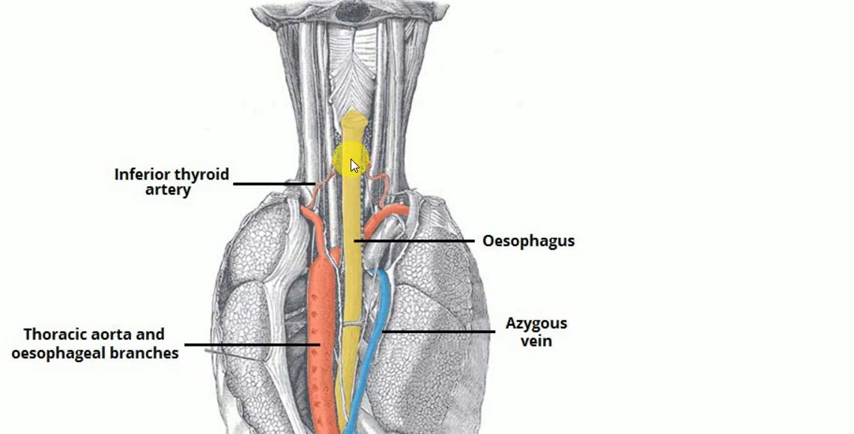 Inferior thyroid
artery
Oesophagus
Thoracic aorta and
oesophageal branches
Azygous
vein